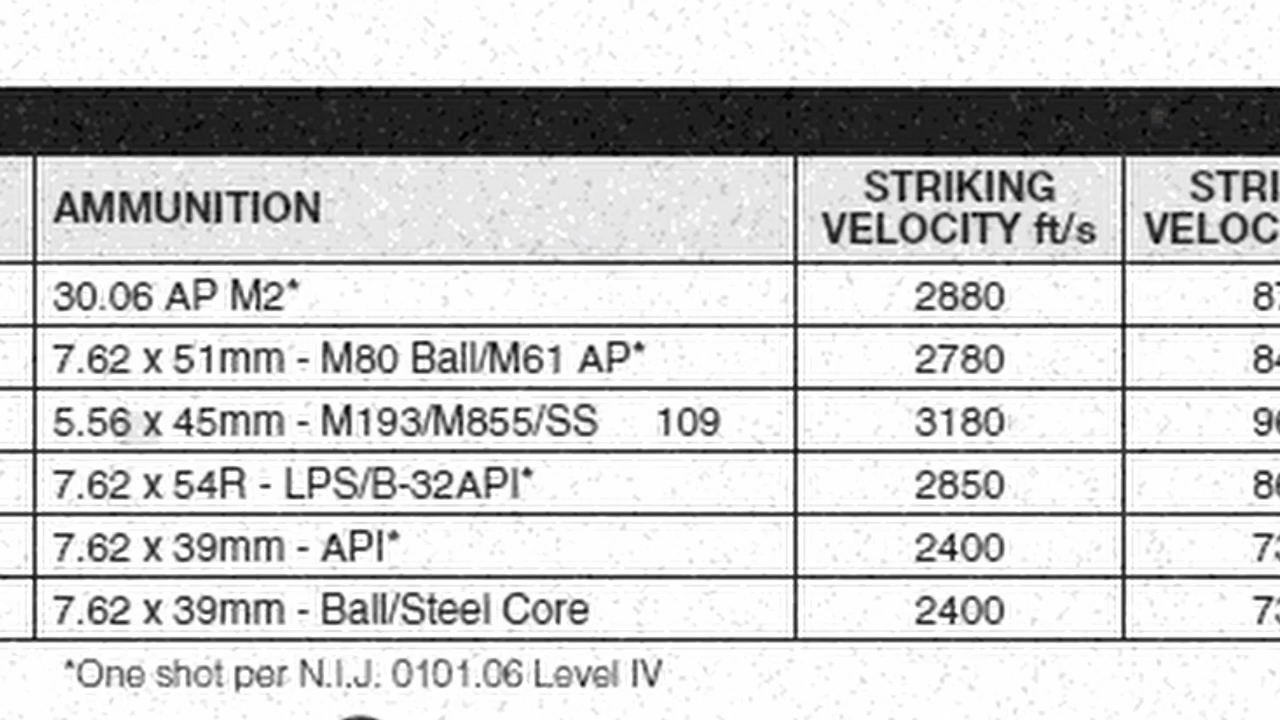 AMMUNITION STRIKING VELOCITY ft/s
30.06 AP M2* 2880
7.62 x 51mm - M80 Ball/M61 AP* 2780
5.56 x 45mm - M193/M855/SS 109 3180
7.62 x 54R - LPS/B-32API* 2850
7.62 x 39mm - API* 2400
7.62 x 39mm - Ball/Steel Core 2400
*One shot per N.I.J. 0101.06 Level IV